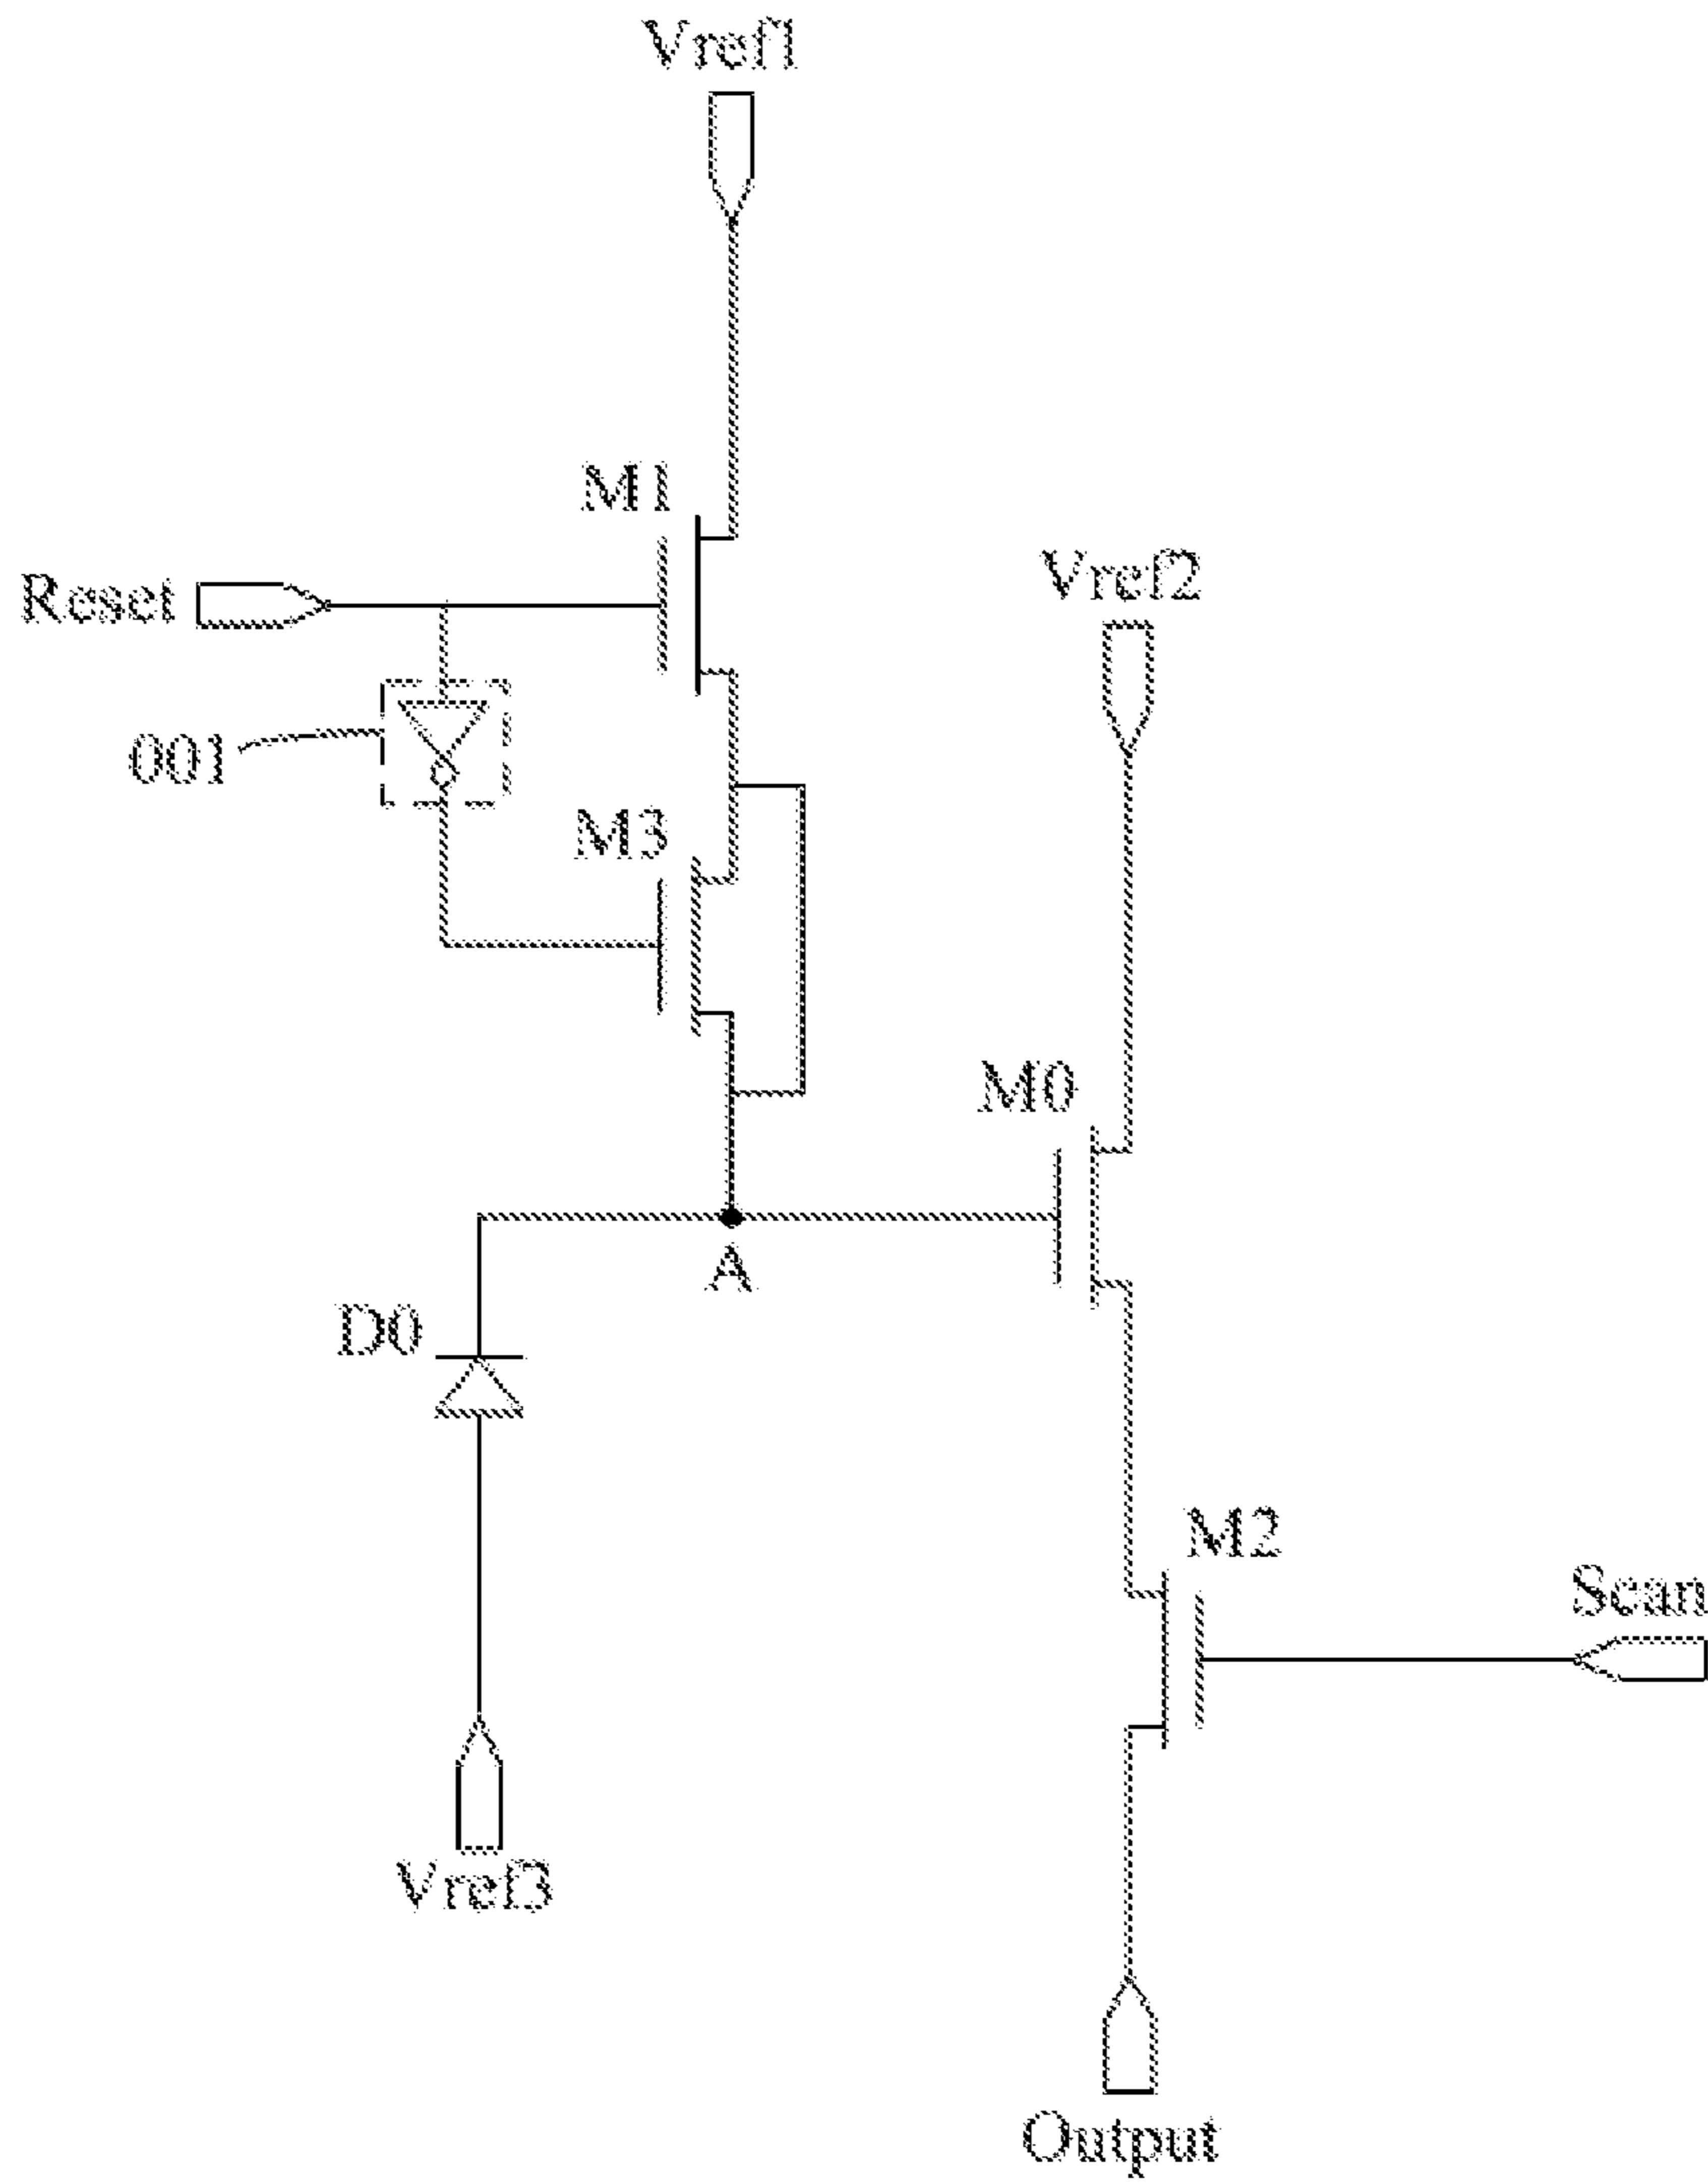 Vref1
M1
Reset
Vref2
001
M3
M0
A
D0
M2
Scan
Vref3
Output